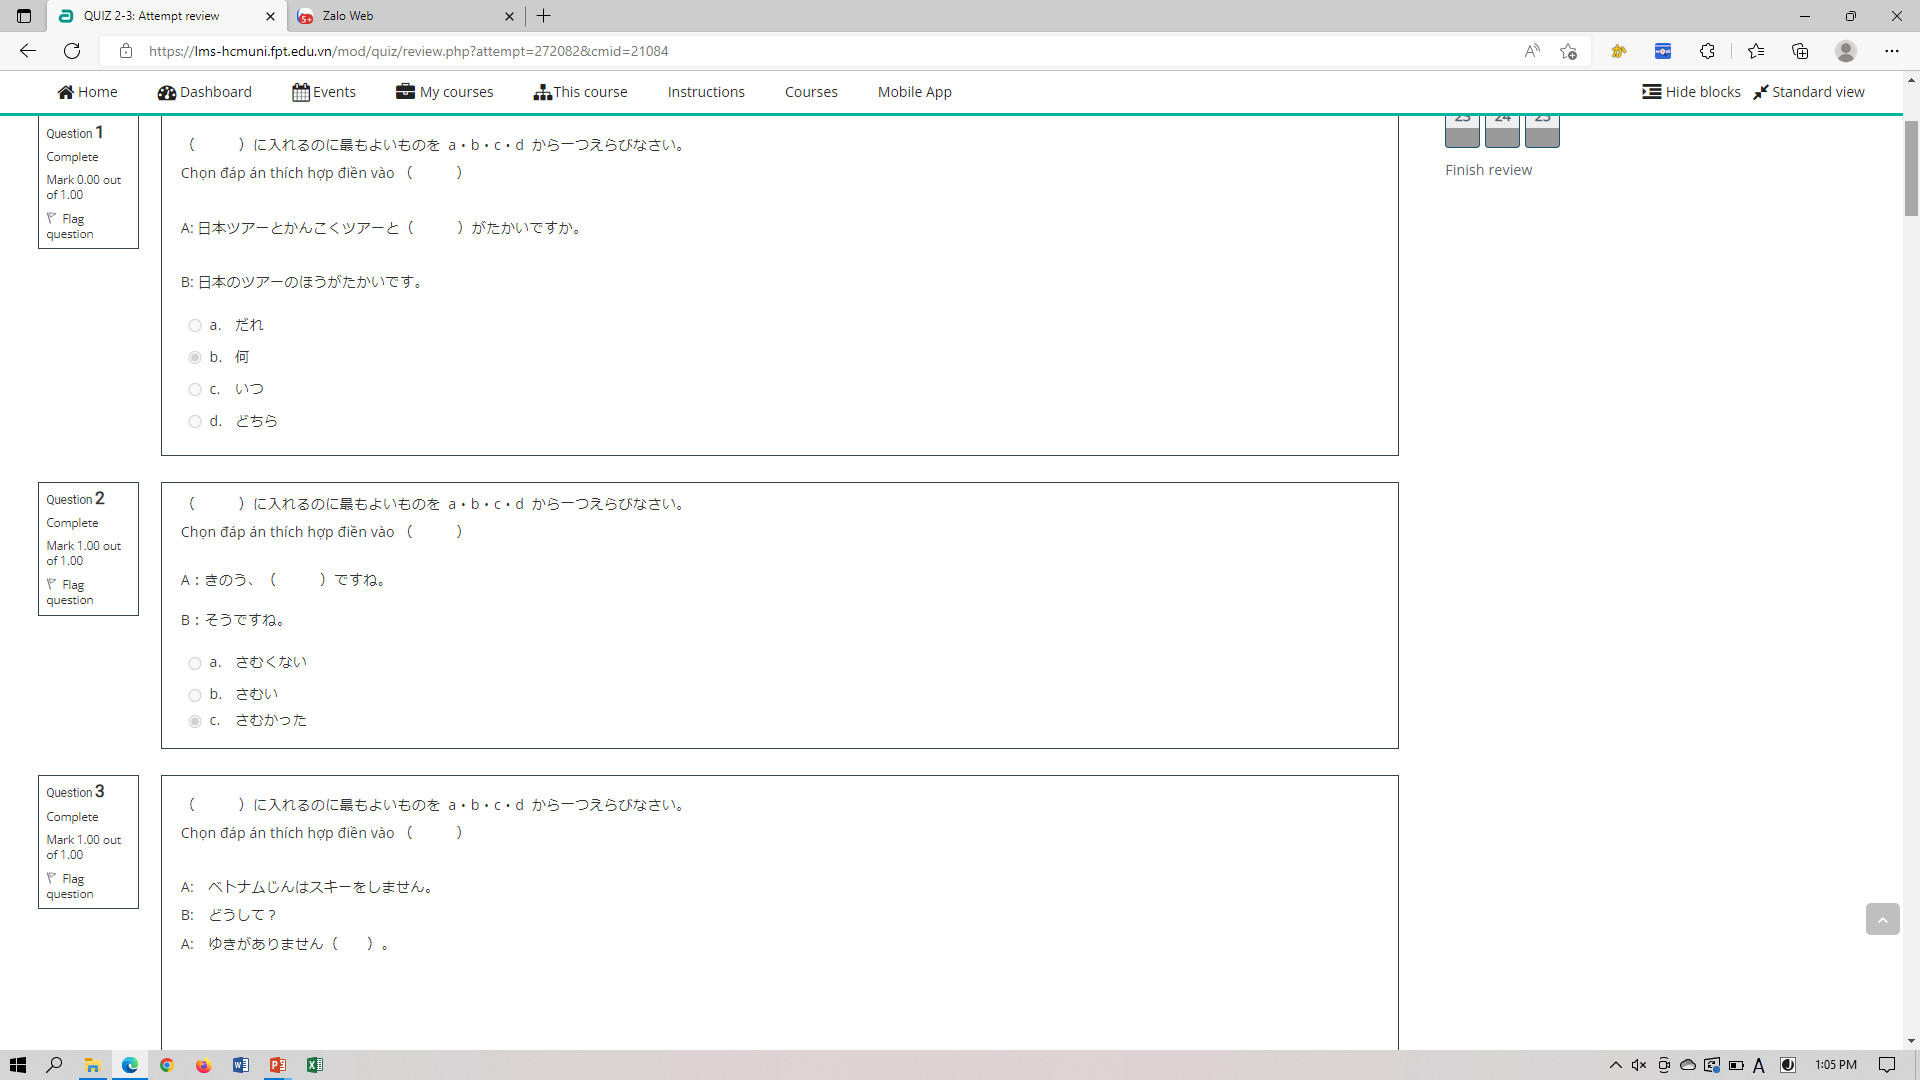 QUIZ 2-3: Attempt review
Zalo Web
https://lms-hcmuni.fpt.edu.vn/mod/quiz/review.php?attempt=272082&cmid=21084
Home Dashboard Events My courses This course Instructions Courses Mobile App Hide blocks Standard view
23 24 25
Finish review
Question 1
Complete
Mark 0.00 out
of 1.00
Flag
question
（　　　）に入れるのに最もよいものを a・b・c・d から一つえらびなさい。
Chọn đáp án thích hợp điền vào （　　　）
A: 日本ツアーとかんこくツアーと（　　　）がたかいですか。
B: 日本のツアーのほうがたかいです。
a. だれ
b. 何
c. いつ
d. どちら
Question 2
Complete
Mark 1.00 out
of 1.00
Flag
question
（　　　）に入れるのに最もよいものを a・b・c・d から一つえらびなさい。
Chọn đáp án thích hợp điền vào （　　　）
A：きのう、（　　　）ですね。
B：そうですね。
a. さむくない
b. さむい
c. さむかった
Question 3
Complete
Mark 1.00 out
of 1.00
Flag
question
（　　　）に入れるのに最もよいものを a・b・c・d から一つえらびなさい。
Chọn đáp án thích hợp điền vào （　　　）
A: ベトナムじんはスキーをしません。
B: どうして？
A: ゆきがありません（　　）。
1:05 PM